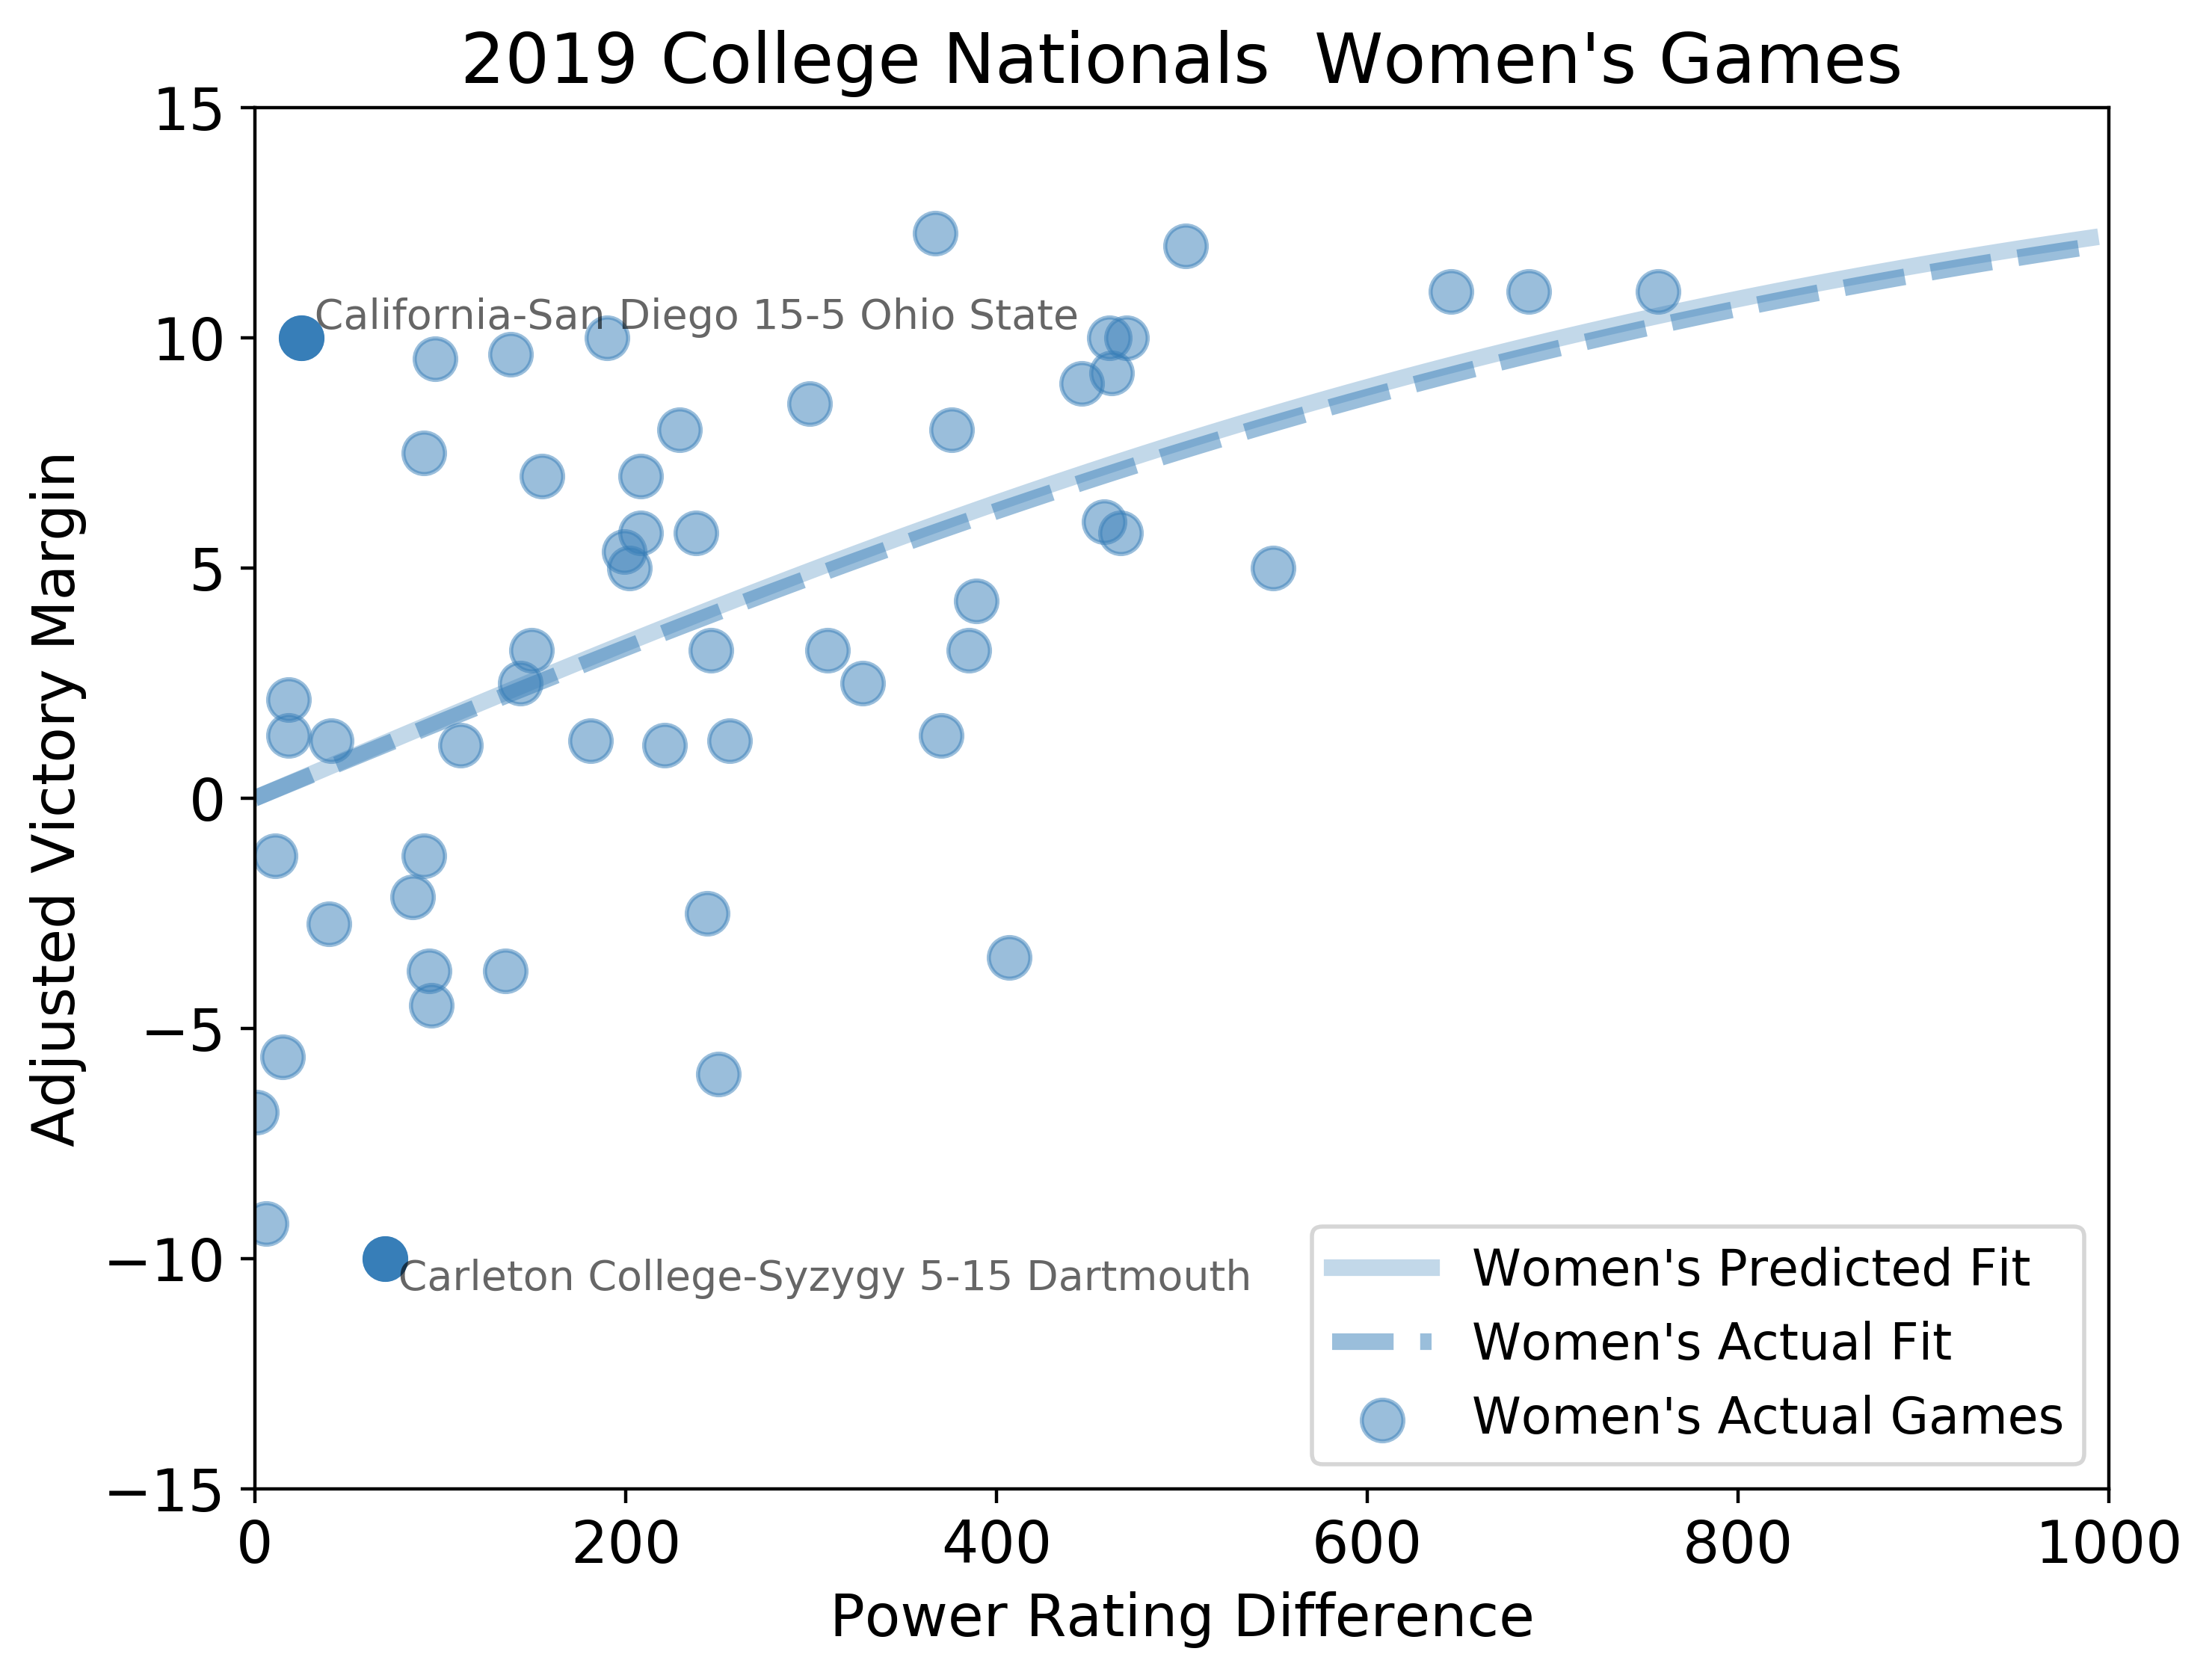 2019 College Nationals  Women's Games
Adjusted Victory Margin
15
10
5
0
−5
−10
−15
California-San Diego 15-5 Ohio State
Carleton College-Syzygy 5-15 Dartmouth
Women's Predicted Fit
Women's Actual Fit
Women's Actual Games
0 200 400 600 800 1000
Power Rating Difference